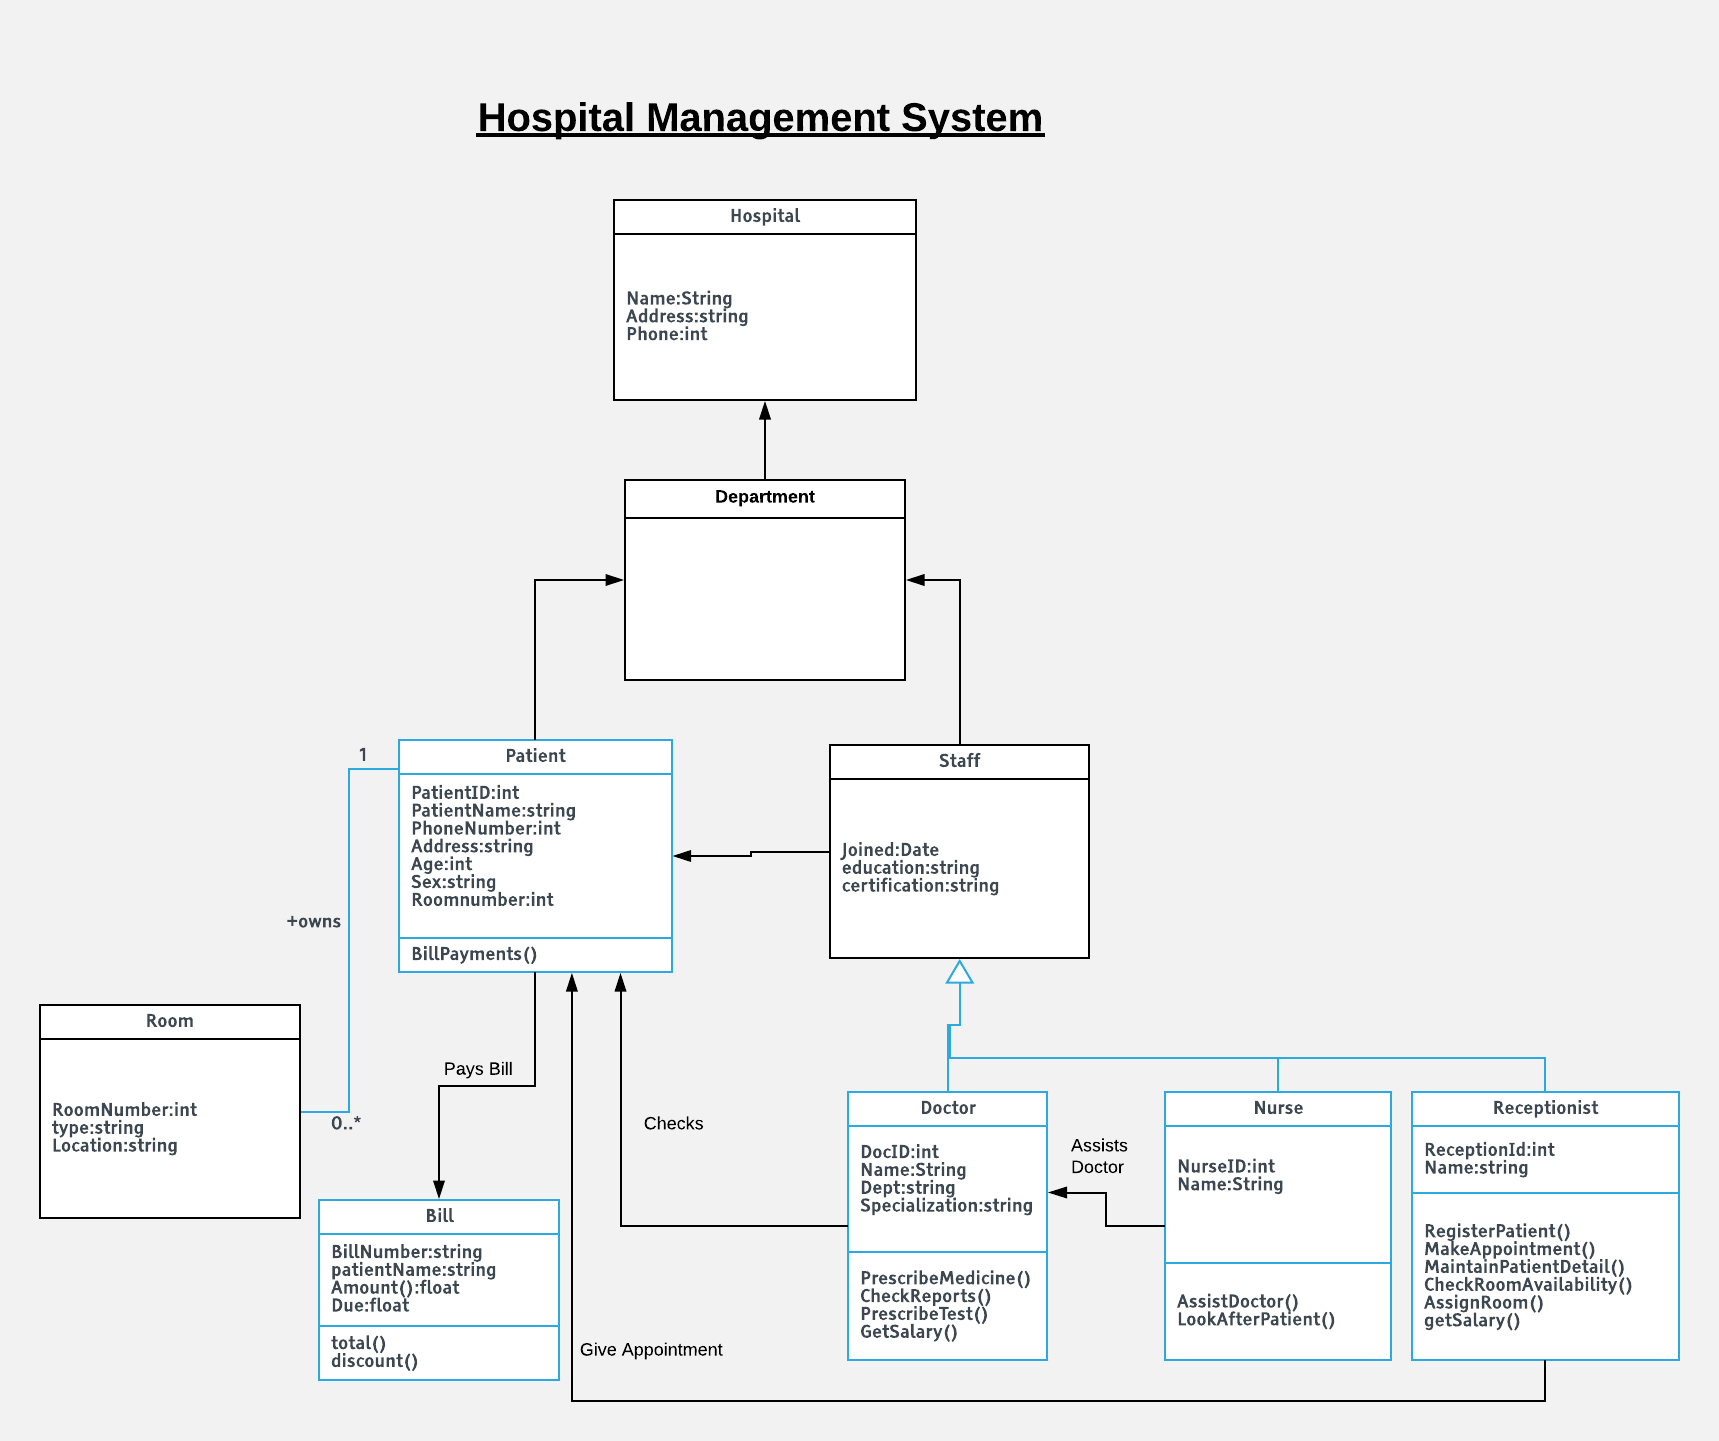 Hospital Management System
Hospital
Name:String
Address:string
Phone:int
Department
1
Patient
PatientID:int
PatientName:string
PhoneNumber:int
Address:string
Age:int
Sex:string
Roomnumber:int
BillPayments()
Staff
Joined:Date
education:string
certification:string
+owns
Room
RoomNumber:int
type:string
Location:string
0..*
Pays Bill
Bill
BillNumber:string
patientName:string
Amount():float
Due:float
total()
discount()
Checks
Give Appointment
Doctor
DocID:int
Name:String
Dept:string
Specialization:string
PrescribeMedicine()
CheckReports()
PrescribeTest()
GetSalary()
Assists
Doctor
Nurse
NurseID:int
Name:String
AssistDoctor()
LookAfterPatient()
Receptionist
ReceptionId:int
Name:string
RegisterPatient()
MakeAppointment()
MaintainPatientDetail()
CheckRoomAvailability()
AssignRoom()
getSalary()